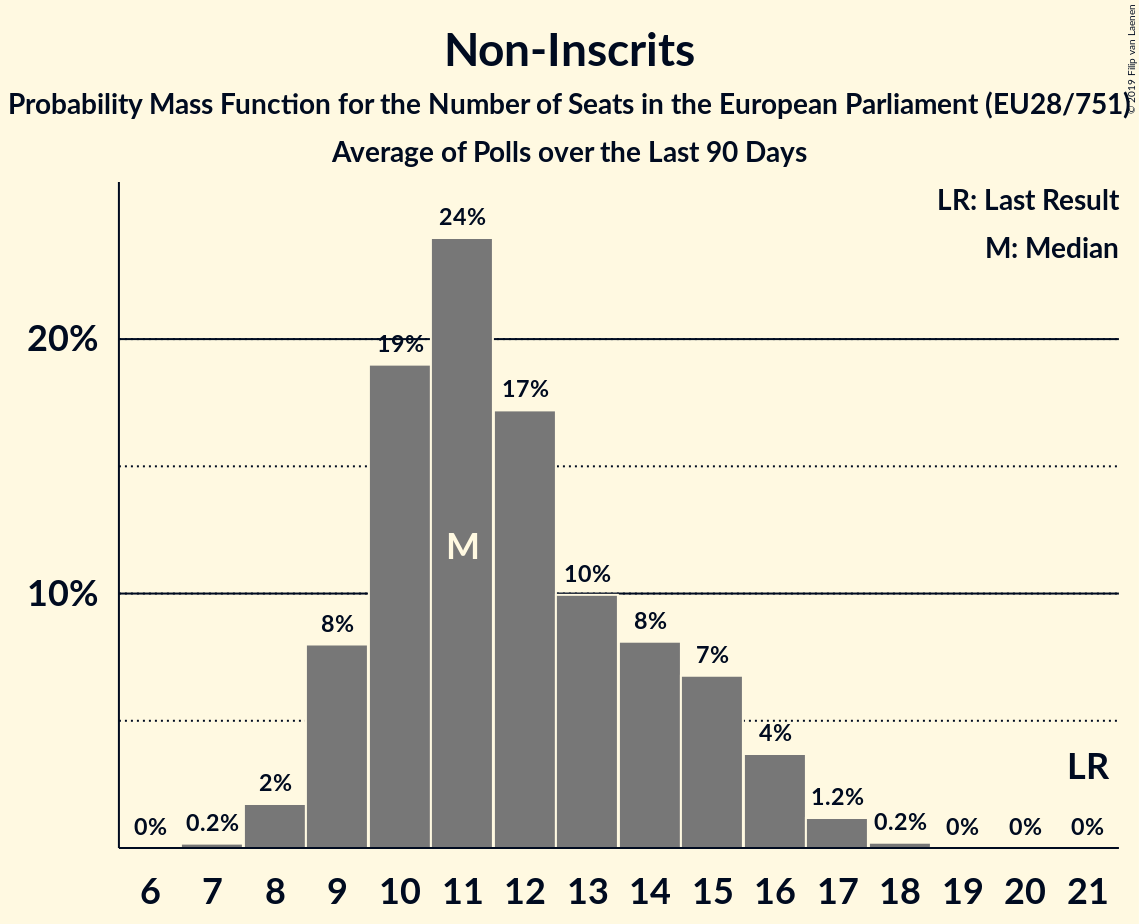 Non-Inscrits
Probability Mass Function for the Number of Seats in the European Parliament (EU28/751)
Average of Polls over the Last 90 Days
© 2019 Filip van Laenen
LR: Last Result
M: Median
24%
20%
19%
17%
M
10%
10%
8%
8%
7%
4%
LR
2%
1.2%
0%
0.2%
0.2%
0%
0%
0%
6 7 8 9 10 11 12 13 14 15 16 17 18 19 20 21